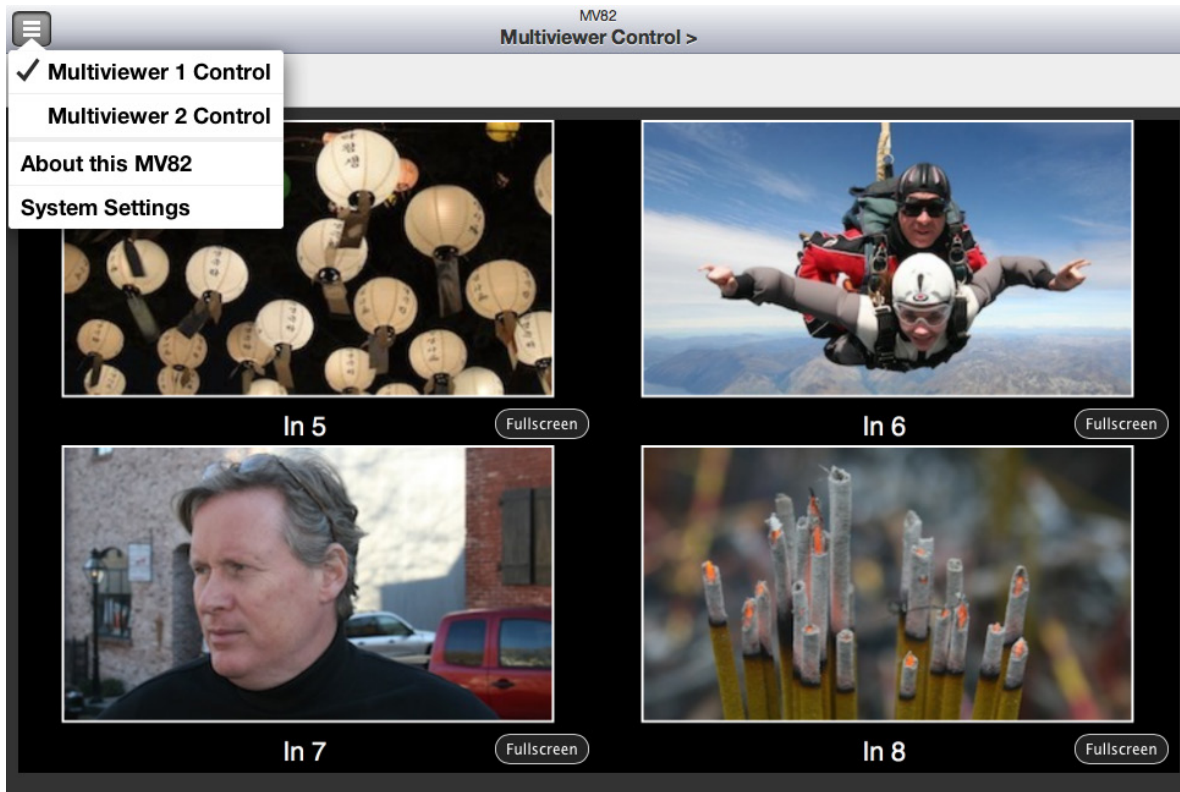 MV82
Multiviewer Control >
Multiviewer 1 Control
Multiviewer 2 Control
About this MV82
System Settings
In 5
Fullscreen
In 6
Fullscreen
In 7
Fullscreen
In 8
Fullscreen